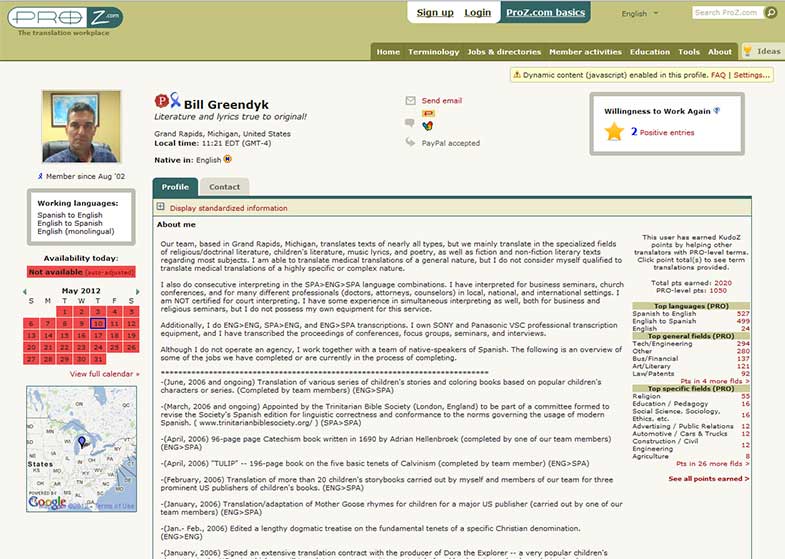 PROZ.com
The translation workplace
Sign up Login ProZ.com basics
English
Search ProZ.com
Home Terminology Jobs & directories Member activities Education Tools About Ideas
Dynamic content (javascript) enabled in this profile. FAQ | Settings...
Bill Greendyk
Literature and lyrics true to original!
Grand Rapids, Michigan, United States
Local time: 11:21 EDT (GMT-4)
Native in: English
Send email
PayPal accepted
Willingness to Work Again
2 Positive entries
Member since Aug '02
Working languages:
Spanish to English
English to Spanish
English (monolingual)
Availability today:
Not available (auto-adjusted)
May 2012
S M T W T F S
1 2 3 4 5
6 7 8 9 10 11 12
13 14 15 16 17 18 19
20 21 22 23 24 25 26
27 28 29 30 31
View full calendar »
States
POWERED BY
Google
©2012 - Terms of Use
Profile Contact
Display standardized information
About me
Our team, based in Grand Rapids, Michigan, translates texts of nearly all types, but we mainly translate in the specialized fields
of religious/doctrinal literature, children's literature, music lyrics, and poetry, as well as fiction and non-fiction literary texts
regarding most subjects. I am able to translate medical translations of a general nature, but I do not consider myself qualified to
translate medical translations of a highly specific or complex nature.
I also do consecutive interpreting in the SPA>ENG>SPA language combinations. I have interpreted for business seminars, church
conferences, and for many different professionals (doctors, attorneys, counselors) in local, national, and international settings. I
am NOT certified for court interpreting. I have some experience in simultaneous interpreting as well, both for business and
religious seminars, but I do not possess my own equipment for this service.
Additionally, I do ENG>ENG, SPA>ENG, and ENG>SPA transcriptions. I own SONY and Panasonic VSC professional transcription
equipment, and I have transcribed the proceedings of conferences, focus groups, seminars, and interviews.
Although I do not operate an agency, I work together with a team of native-speakers of Spanish. The following is an overview of
some of the jobs we have completed or are currently in the process of completing.
======================================================================
-(June, 2006 and ongoing) Translation of various series of children's stories and coloring books based on popular children's
characters or series. (Completed by team members) (ENG>SPA)
-(March, 2006 and ongoing) Appointed by the Trinitarian Bible Society (London, England) to be part of a committee formed to
revise the Society's Spanish edition for linguistic correctness and conformance to the norms governing the usage of modern
Spanish. ( www.trinitarianbiblesociety.org/ ) (SPA>SPA)
-(April, 2006) 96-page page Catechism book written in 1690 by Adrian Hellenbroek (completed by one of our team members)
(ENG>SPA)
-(April, 2006) "TULIP" -- 196-page book on the five basic tenets of Calvinism (completed by team member) (ENG>SPA)
-(February, 2006) Translation of more than 20 children's storybooks carried out by myself and members of our team for three
prominent US publishers of children's books. (ENG>SPA)
-(January, 2006) Translation/adaptation of Mother Goose rhymes for children for a major US publisher (carried out by one of our
team members) (ENG>SPA)
-(Jan.- Feb., 2006) Edited a lengthy dogmatic treatise on the fundamental tenets of a specific Christian denomination.
(ENG>ENG)
-(January, 2006) Signed an extensive translation contract with the producer of Dora the Explorer -- a very popular children's
This user has earned KudoZ
points by helping other
translators with PRO-level terms.
Click point total(s) to see term
translations provided.
Total pts earned: 2020
PRO-level pts: 1050
Top languages (PRO)
Spanish to English 527
English to Spanish 499
English 24
Top general fields (PRO)
Tech/Engineering 294
Other 280
Bus/Financial 137
Art/Literary 121
Law/Patents 92
Pts in 4 more flds >
Top specific fields (PRO)
Religion 55
Education / Pedagogy 16
Social Science, Sociology, Ethics, etc. 16
Advertising / Public Relations 12
Automotive / Cars & Trucks 12
Construction / Civil Engineering 12
Agriculture 8
Pts in 26 more flds >
See all points earned >